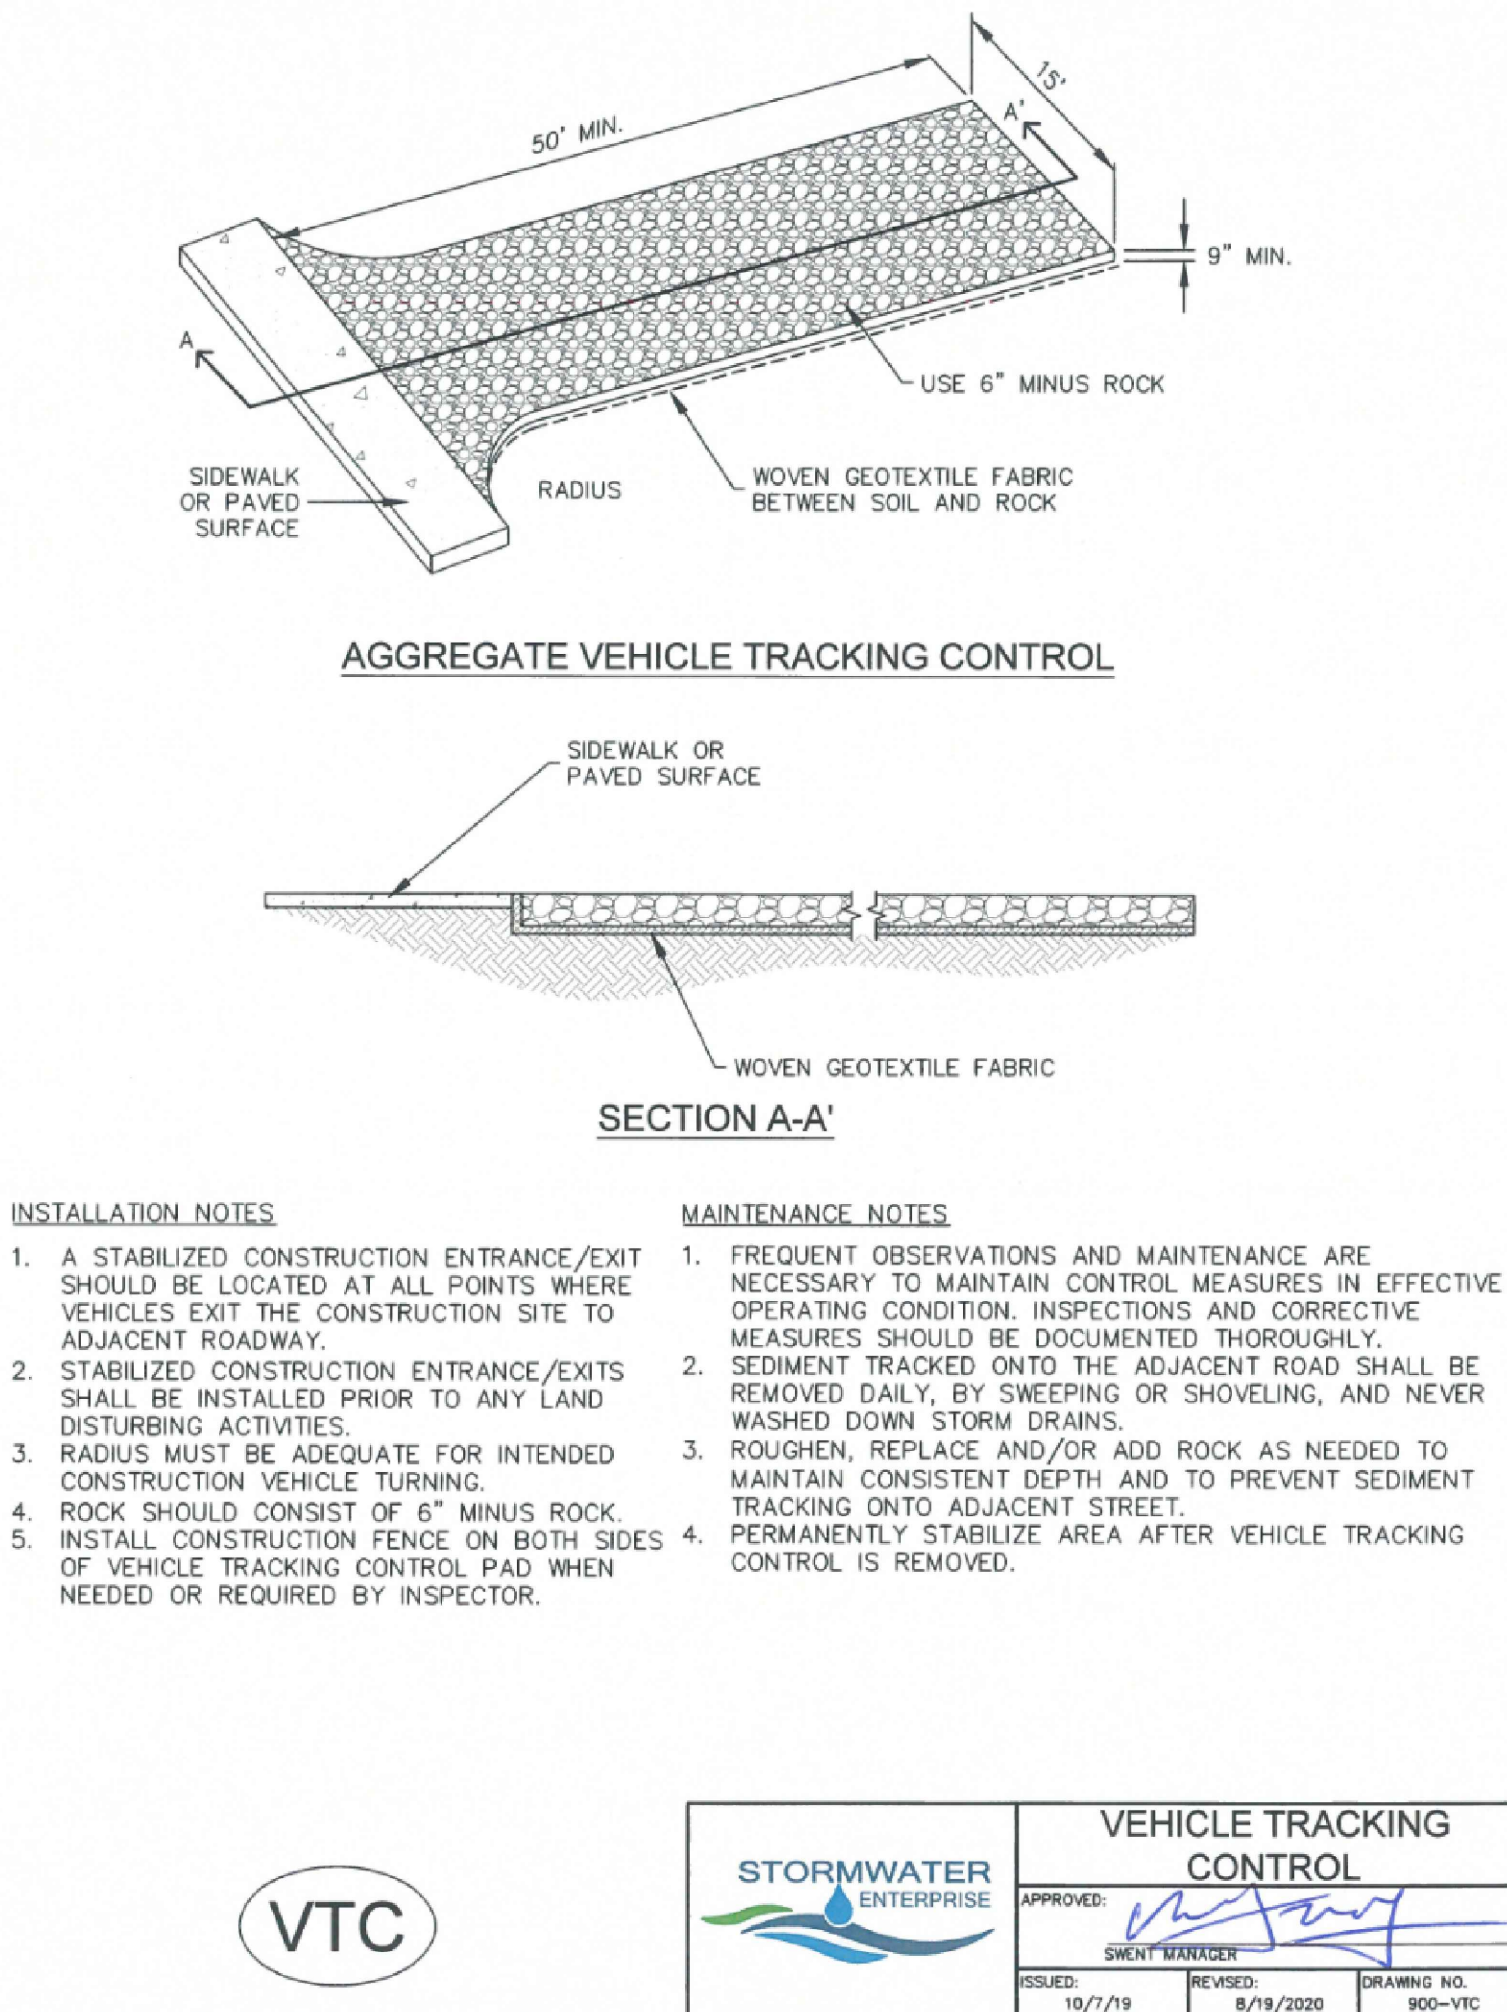 15'
50' MIN.
A'
9" MIN.
A
USE 6" MINUS ROCK
SIDEWALK
OR PAVED
SURFACE
RADIUS
WOVEN GEOTEXTILE FABRIC
BETWEEN SOIL AND ROCK
AGGREGATE VEHICLE TRACKING CONTROL
SIDEWALK OR
PAVED SURFACE
WOVEN GEOTEXTILE FABRIC
SECTION A-A'
INSTALLATION NOTES
1. A STABILIZED CONSTRUCTION ENTRANCE/EXIT
SHOULD BE LOCATED AT ALL POINTS WHERE
VEHICLES EXIT THE CONSTRUCTION SITE TO
ADJACENT ROADWAY.
2. STABILIZED CONSTRUCTION ENTRANCE/EXITS
SHALL BE INSTALLED PRIOR TO ANY LAND
DISTURBING ACTIVITIES.
3. RADIUS MUST BE ADEQUATE FOR INTENDED
CONSTRUCTION VEHICLE TURNING.
4. ROCK SHOULD CONSIST OF 6" MINUS ROCK.
5. INSTALL CONSTRUCTION FENCE ON BOTH SIDES
OF VEHICLE TRACKING CONTROL PAD WHEN
NEEDED OR REQUIRED BY INSPECTOR.
MAINTENANCE NOTES
1. FREQUENT OBSERVATIONS AND MAINTENANCE ARE
NECESSARY TO MAINTAIN CONTROL MEASURES IN EFFECTIVE
OPERATING CONDITION. INSPECTIONS AND CORRECTIVE
MEASURES SHOULD BE DOCUMENTED THOROUGHLY.
2. SEDIMENT TRACKED ONTO THE ADJACENT ROAD SHALL BE
REMOVED DAILY, BY SWEEPING OR SHOVELING, AND NEVER
WASHED DOWN STORM DRAINS.
3. ROUGHEN, REPLACE AND/OR ADD ROCK AS NEEDED TO
MAINTAIN CONSISTENT DEPTH AND TO PREVENT SEDIMENT
TRACKING ONTO ADJACENT STREET.
4. PERMANENTLY STABILIZE AREA AFTER VEHICLE TRACKING
CONTROL IS REMOVED.
VTC
STORMWATER
ENTERPRISE
VEHICLE TRACKING
CONTROL
APPROVED:
SWENT MANAGER
ISSUED:
10/7/19
REVISED:
8/19/2020
DRAWING NO.
900-VTC